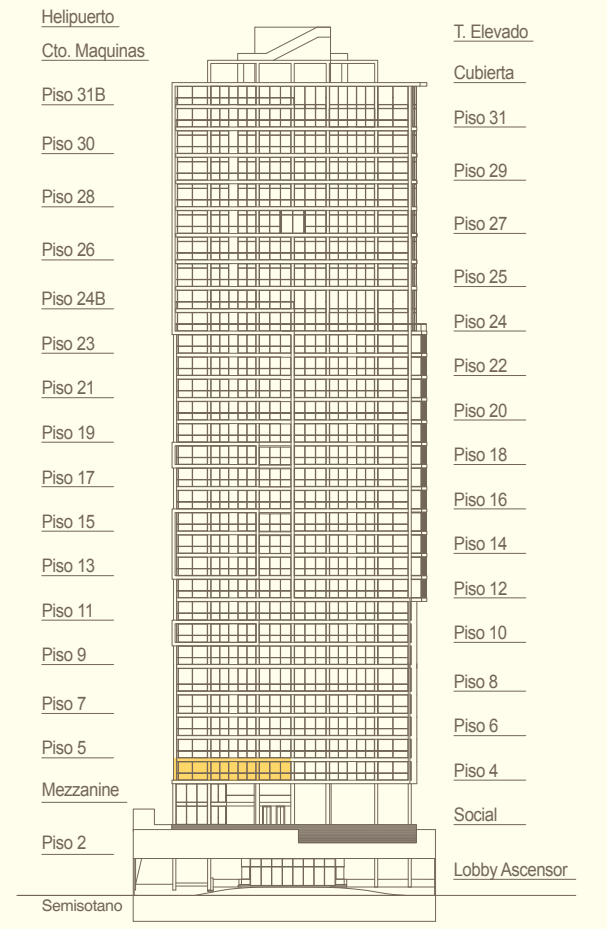 Helipuerto
T. Elevado
Cto. Maquinas
Cubierta
Piso 31B
Piso 31
Piso 30
Piso 29
Piso 28
Piso 27
Piso 26
Piso 25
Piso 24B
Piso 24
Piso 23
Piso 22
Piso 21
Piso 20
Piso 19
Piso 18
Piso 17
Piso 16
Piso 15
Piso 14
Piso 13
Piso 12
Piso 11
Piso 10
Piso 9
Piso 8
Piso 7
Piso 6
Piso 5
Piso 4
Mezzanine
Social
Piso 2
Lobby Ascensor
Semisotano